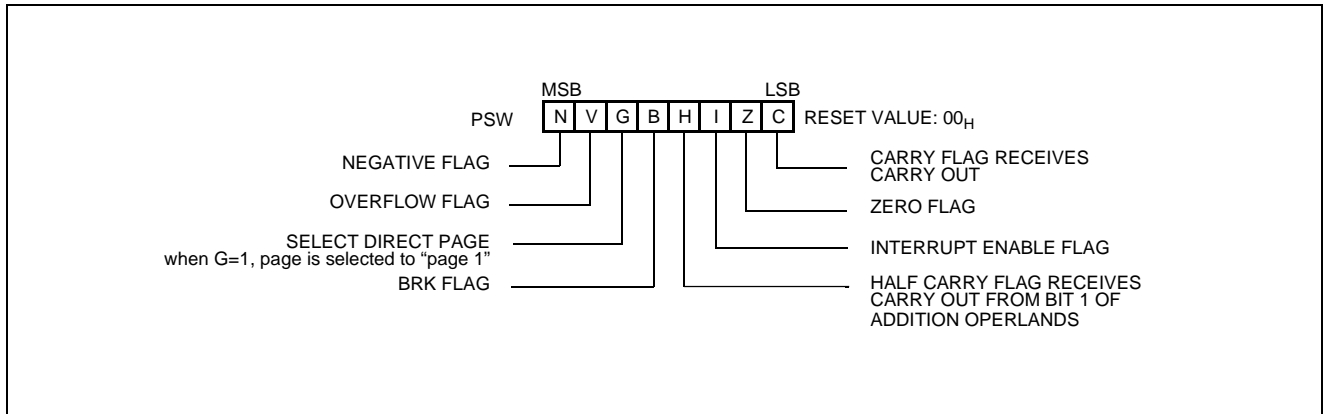 MSB LSB
PSW N V G B H I Z C RESET VALUE: 00H
NEGATIVE FLAG
OVERFLOW FLAG
SELECT DIRECT PAGE
when G=1, page is selected to “page 1”
BRK FLAG
CARRY FLAG RECEIVES
CARRY OUT
ZERO FLAG
INTERRUPT ENABLE FLAG
HALF CARRY FLAG RECEIVES
CARRY OUT FROM BIT 1 OF
ADDITION OPERLANDS